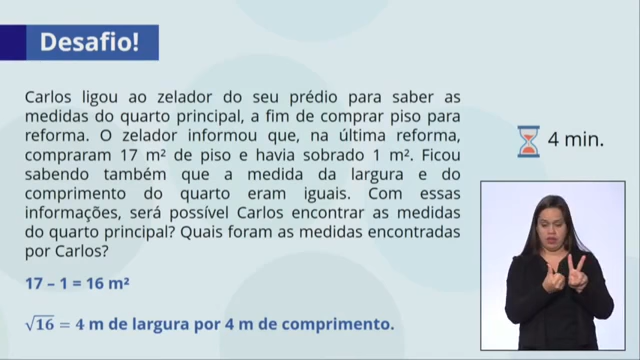 Desafio!
Carlos ligou ao zelador do seu prédio para saber as
medidas do quarto principal, a fim de comprar piso para
reforma. O zelador informou que, na última reforma,
compraram 17 m² de piso e havia sobrado 1 m². Ficou
sabendo também que a medida da largura e do
comprimento do quarto eram iguais. Com essas
informações, será possível Carlos encontrar as medidas
do quarto principal? Quais foram as medidas encontradas
por Carlos?
17 – 1 = 16 m²
√16 = 4 m de largura por 4 m de comprimento.
4 min.